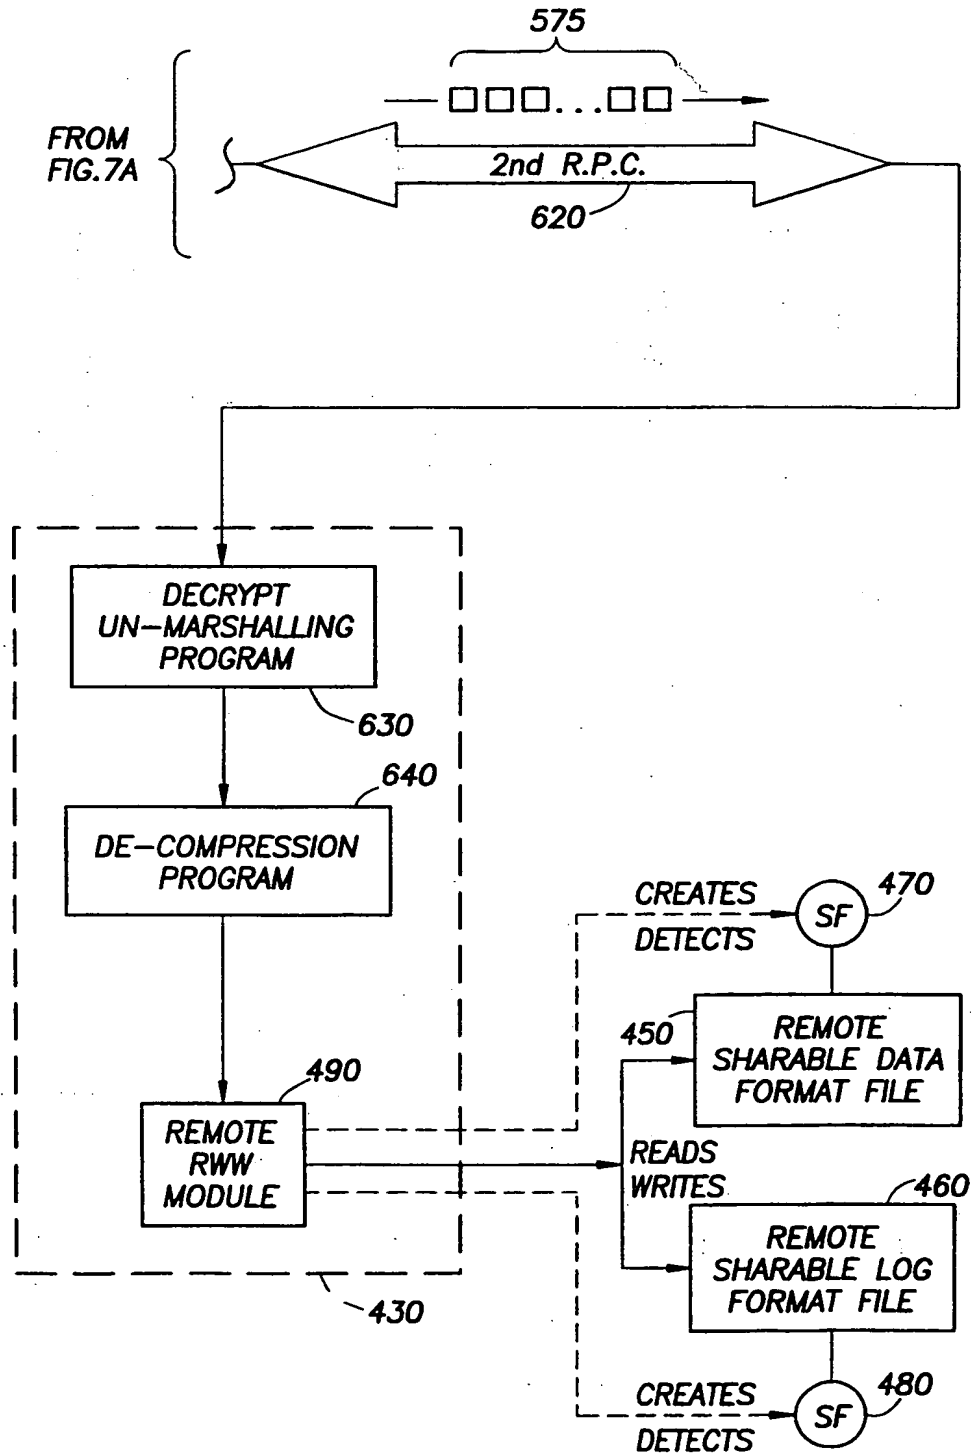 575
FROM
FIG.7A
2nd R.P.C.
620
DECRYPT
UN-MARSHALLING
PROGRAM
630
640
DE-COMPRESSION
PROGRAM
490
REMOTE
RWW
MODULE
430
CREATES
DETECTS
SF
470
450
REMOTE
SHARABLE DATA
FORMAT FILE
READS
WRITES
460
REMOTE
SHARABLE LOG
FORMAT FILE
CREATES
DETECTS
SF
480